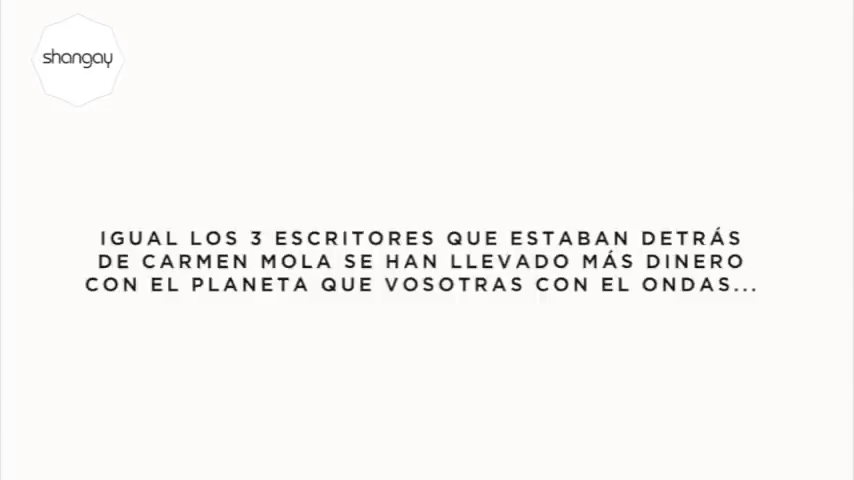 shangay
IGUAL LOS 3 ESCRITORES QUE ESTABAN DETRÁS
DE CARMEN MOLA SE HAN LLEVADO MÁS DINERO
CON EL PLANETA QUE VOSOTRAS CON EL ONDAS...